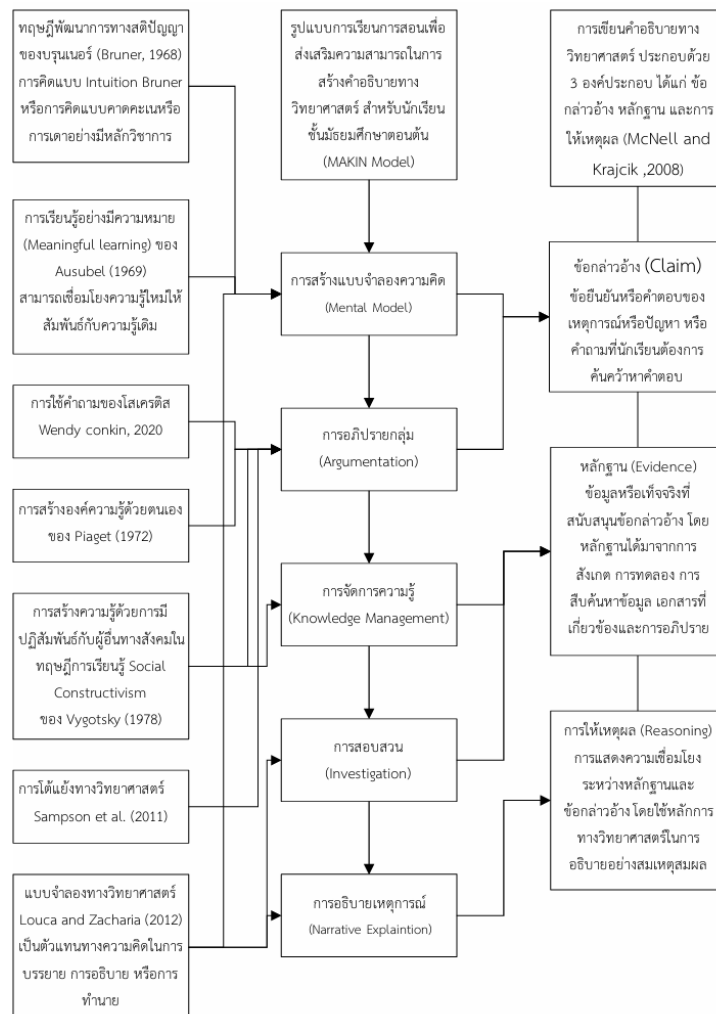 ทฤษฎีพัฒนาการทางสติปัญญา
ของบรุนเนอร์ (Bruner, 1968)
การคิดแบบ Intuition Bruner
หรือการคิดแบบคาดคะเนหรือ
การเดาอย่างมีหลักวิชาการ
การเรียนรู้อย่างมีความหมาย
(Meaningful learning) ของ
Ausubel (1969)
สามารถเชื่อมโยงความรู้ใหม่ให้
สัมพันธ์กับความรู้เดิม
การใช้คำถามของโสเครติส
Wendy conkin, 2020
การสร้างองค์ความรู้ด้วยตนเอง
ของ Piaget (1972)
การสร้างความรู้ด้วยการมี
ปฏิสัมพันธ์กับผู้อื่นทางสังคมใน
ทฤษฎีการเรียนรู้ Social
Constructivism
ของ Vygotsky (1978)
การโต้แย้งทางวิทยาศาสตร์
Sampson et al. (2011)
แบบจำลองทางวิทยาศาสตร์
Louca and Zacharia (2012)
เป็นตัวแทนทางความคิดในการ
บรรยาย การอธิบาย หรือการ
ทำนาย
รูปแบบการเรียนการสอนเพื่อ
ส่งเสริมความสามารถในการ
สร้างคำอธิบายทาง
วิทยาศาสตร์ สำหรับนักเรียน
ชั้นมัธยมศึกษาตอนต้น
(MAKIN Model)
การสร้างแบบจำลองความคิด
(Mental Model)
การอภิปรายกลุ่ม
(Argumentation)
การจัดการความรู้
(Knowledge Management)
การสอบสวน
(Investigation)
การอธิบายเหตุการณ์
(Narrative Explaintion)
การเขียนคำอธิบายทาง
วิทยาศาสตร์ ประกอบด้วย
3 องค์ประกอบ ได้แก่ ข้อ
กล่าวอ้าง หลักฐาน และการ
ให้เหตุผล (McNell and
Krajcik ,2008)
ข้อกล่าวอ้าง (Claim)
ข้อยืนยันหรือคำตอบของ
เหตุการณ์หรือปัญหา หรือ
คำถามที่นักเรียนต้องการ
ค้นคว้าหาคำตอบ
หลักฐาน (Evidence)
ข้อมูลหรือเท็จจริงที่
สนับสนุนข้อกล่าวอ้าง โดย
หลักฐานได้มาจากการ
สังเกต การทดลอง การ
สืบค้นหาข้อมูล เอกสารที่
เกี่ยวข้องและการอภิปราย
การให้เหตุผล (Reasoning)
การแสดงความเชื่อมโยง
ระหว่างหลักฐานและ
ข้อกล่าวอ้าง โดยใช้หลักการ
ทางวิทยาศาสตร์ในการ
อธิบายอย่างสมเหตุสมผล